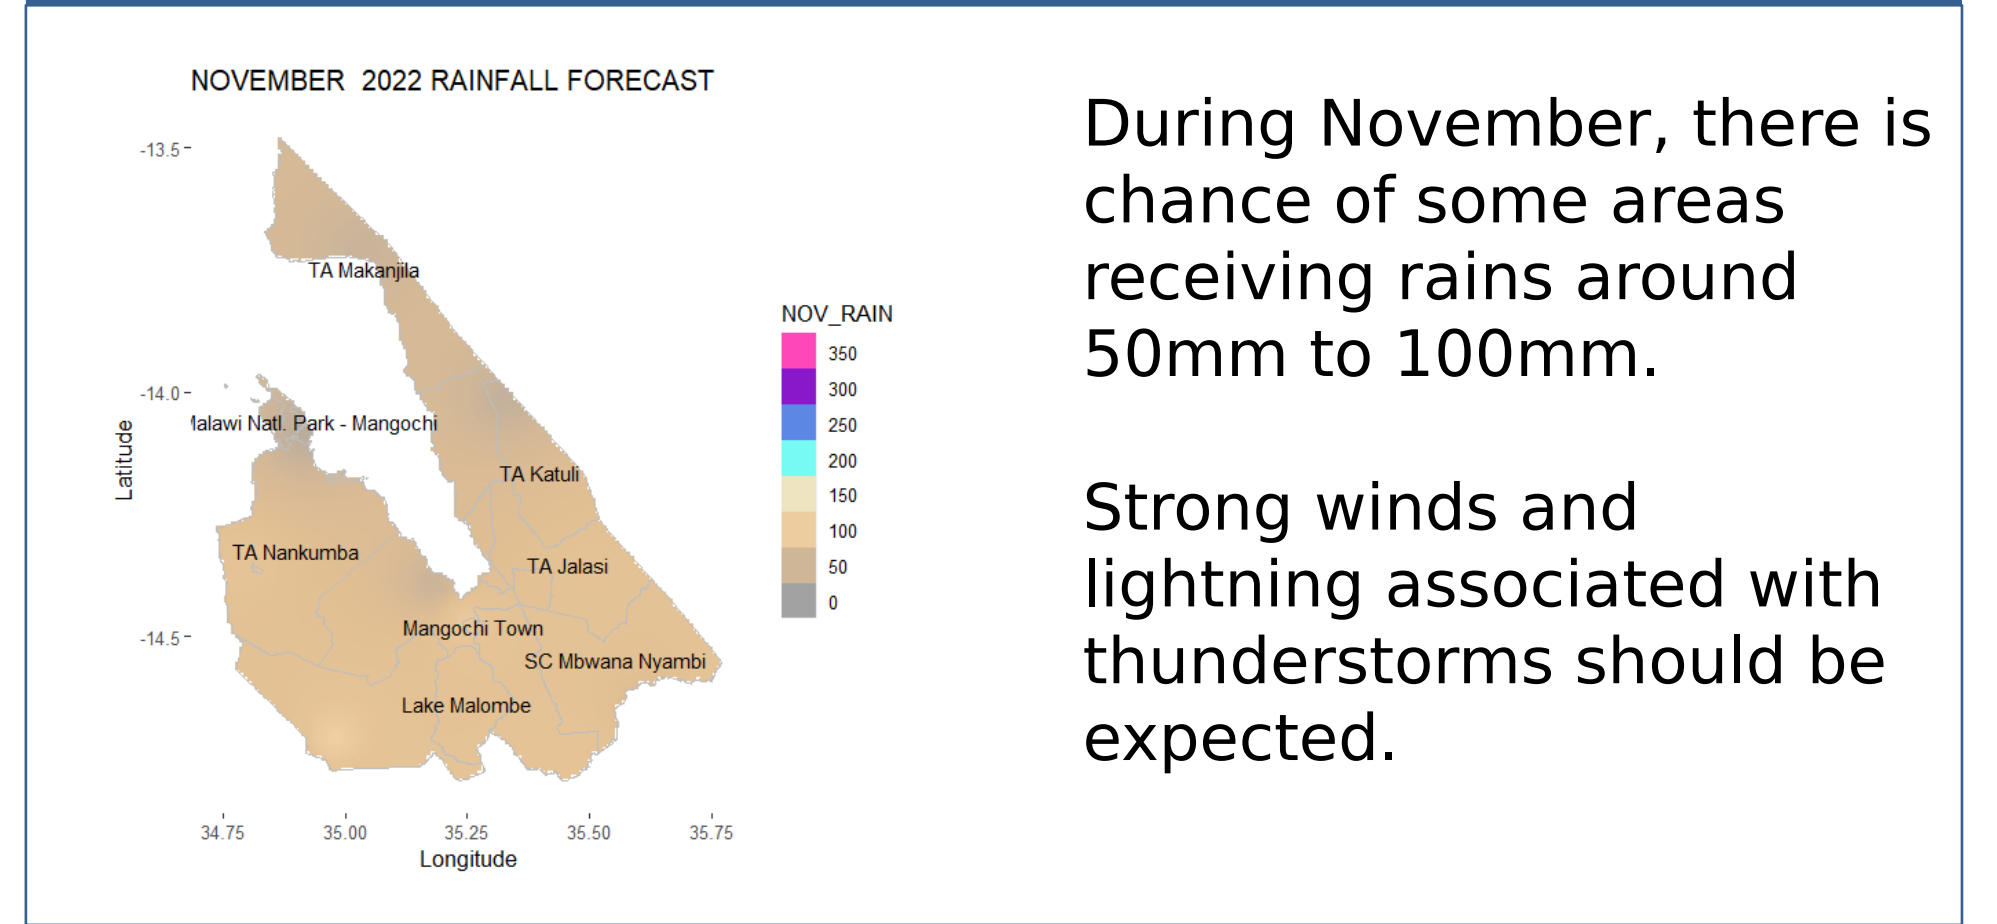 NOVEMBER  2022 RAINFALL FORECAST
-13.5
-14.0
-14.5
Latitude
TA Makanjila
Malawi Natl. Park - Mangochi
TA Katuli
TA Nankumba
TA Jalasi
Mangochi Town
SC Mbwana Nyambi
Lake Malombe
34.75 35.00 35.25 35.50 35.75
Longitude
NOV_RAIN
350
300
250
200
150
100
50
0
During November, there is
chance of some areas
receiving rains around
50mm to 100mm.
Strong winds and
lightning associated with
thunderstorms should be
expected.